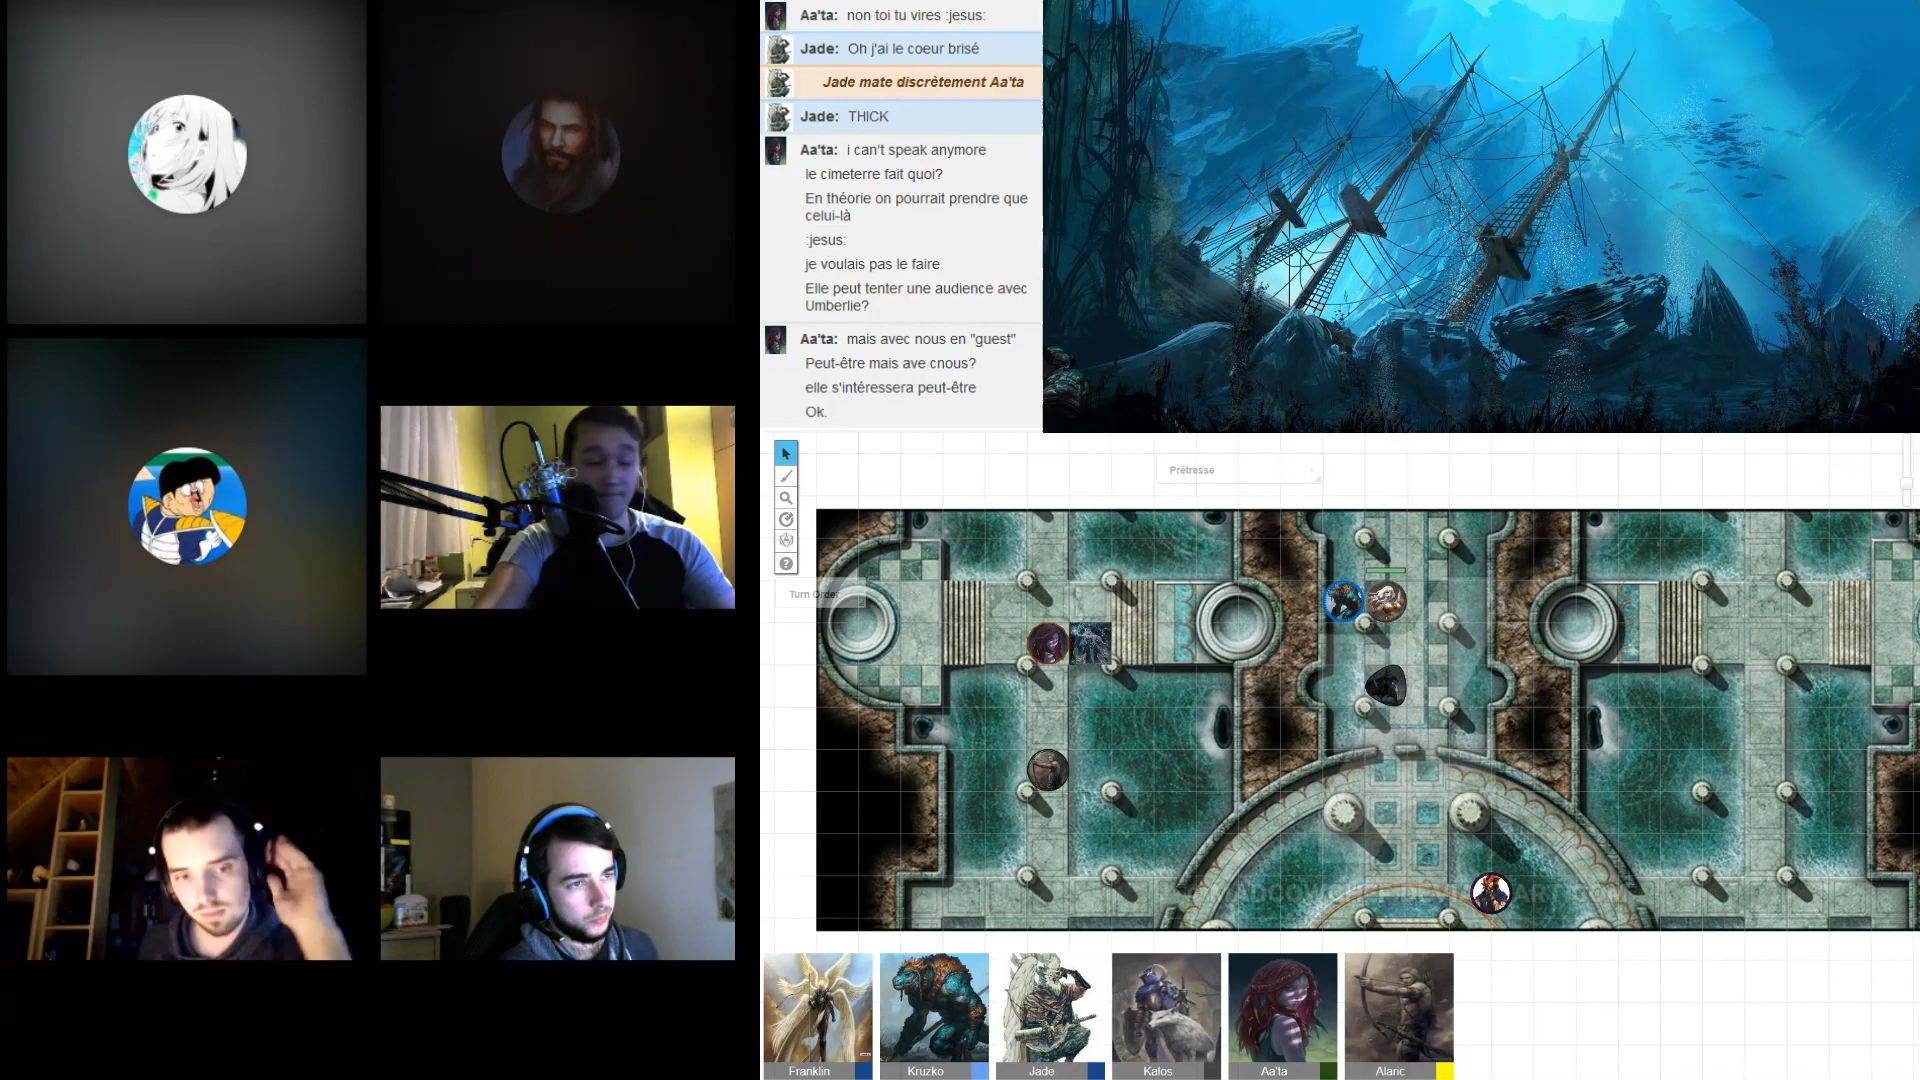 Aa'ta: non toi tu vires :jesus:
Jade: Oh j'ai le coeur brisé
Jade mate discrètement Aa'ta
Jade: THICK
Aa'ta: i can't speak anymore
le cimeterre fait quoi?
En théorie on pourrait prendre que
celui-là
:jesus:
je voulais pas le faire
Elle peut tenter une audience avec
Umberlie?
Aa'ta: mais avec nous en "guest"
Peut-être mais ave cnous?
elle s'intéressera peut-être
Ok.
Prêtresse
Turn Order
Franklin
Kruzko
Jade
Kalos
Aa'ta
Alaric